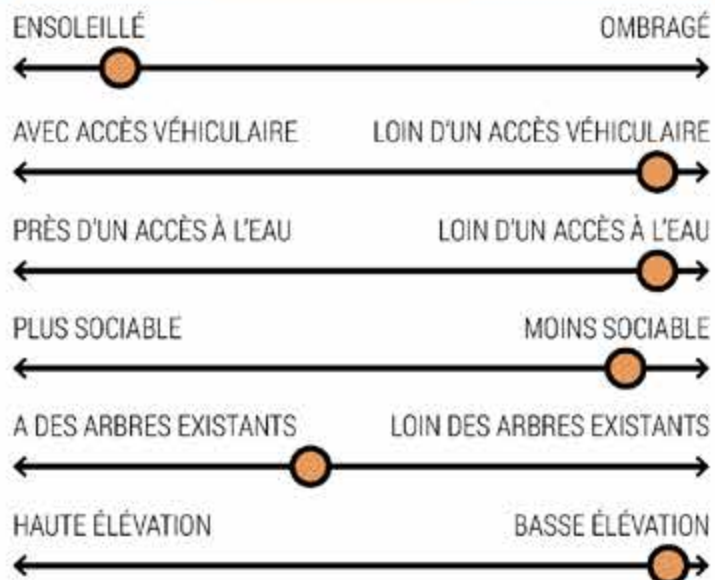 ENSOLEILLÉ OMBRAGÉ
AVEC ACCÈS VÉHICULAIRE LOIN D'UN ACCÈS VÉHICULAIRE
PRÈS D'UN ACCÈS À L'EAU LOIN D'UN ACCÈS À L'EAU
PLUS SOCIABLE MOINS SOCIABLE
A DES ARBRES EXISTANTS LOIN DES ARBRES EXISTANTS
HAUTE ÉLÉVATION BASSE ÉLÉVATION